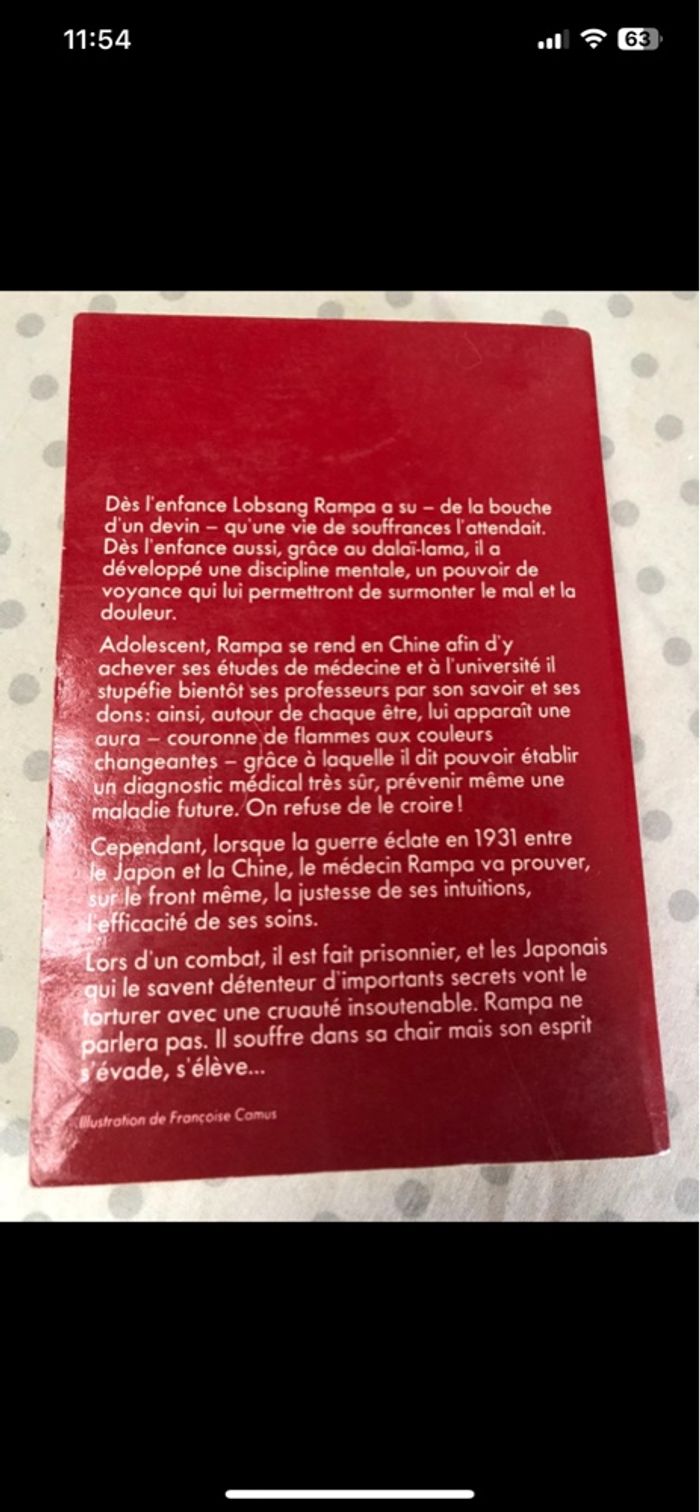 11:54
63
Dès l'enfance Lobsang Rampa a su – de la bouche
d'un devin – qu'une vie de souffrances l'attendait.
Dès l'enfance aussi, grâce au dalaï-lama, il a
développé une discipline mentale, un pouvoir de
voyance qui lui permettront de surmonter le mal et la
douleur.
Adolescent, Rampa se rend en Chine afin d'y
achever ses études de médecine et à l'université il
stupéfie bientôt ses professeurs par son savoir et ses
dons: ainsi, autour de chaque être, lui apparaît une
aura – couronne de flammes aux couleurs
changeantes – grâce à laquelle il dit pouvoir établir
un diagnostic médical très sûr, prévenir même une
maladie future. On refuse de le croire!
Cependant, lorsque la guerre éclate en 1931 entre
le Japon et la Chine, le médecin Rampa va prouver,
sur le front même, la justesse de ses intuitions,
l'efficacité de ses soins.
Lors d'un combat, il est fait prisonnier, et les Japonais
qui le savent détenteur d'importants secrets vont le
torturer avec une cruauté insoutenable. Rampa ne
parlera pas. Il souffre dans sa chair mais son esprit
s'évade, s'élève...
Illustration de Françoise Camus